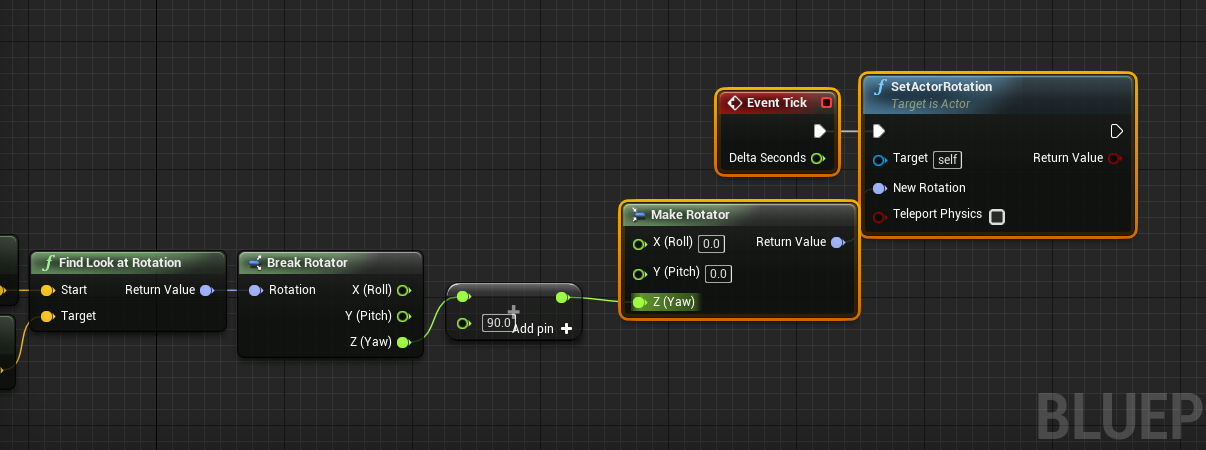 Event Tick
Delta Seconds
SetActorRotation
Target is Actor
Target self
Return Value
New Rotation
Teleport Physics
Make Rotator
X (Roll) 0.0
Return Value
Y (Pitch) 0.0
Z (Yaw)
Find Look at Rotation
Start
Return Value
Target
Break Rotator
Rotation
X (Roll)
Y (Pitch)
Z (Yaw)
90.0
Add pin
BLUEP